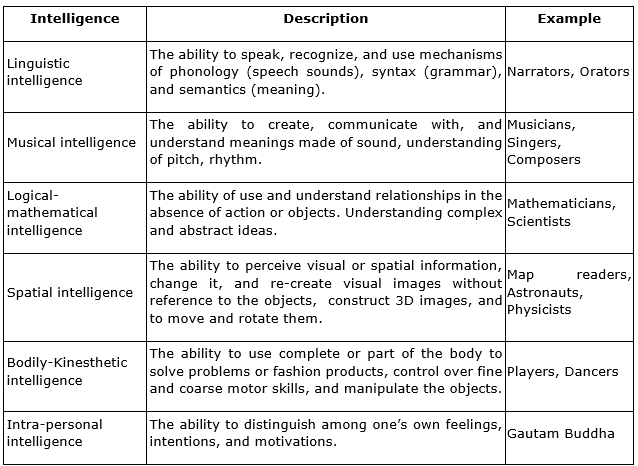 Intelligence Description Example
Linguistic
intelligence
The ability to speak, recognize, and use mechanisms
of phonology (speech sounds), syntax (grammar),
and semantics (meaning).
Narrators, Orators
Musical intelligence
The ability to create, communicate with, and
understand meanings made of sound, understanding
of pitch, rhythm.
Musicians,
Singers,
Composers
Logical-
mathematical
intelligence
The ability of use and understand relationships in the
absence of action or objects. Understanding complex
and abstract ideas.
Mathematicians,
Scientists
Spatial intelligence
The ability to perceive visual or spatial information,
change it, and re-create visual images without
reference to the objects, construct 3D images, and
to move and rotate them.
Map readers,
Astronauts,
Physicists
Bodily-Kinesthetic
intelligence
The ability to use complete or part of the body to
solve problems or fashion products, control over fine
and coarse motor skills, and manipulate the objects.
Players, Dancers
Intra-personal
intelligence
The ability to distinguish among one’s own feelings,
intentions, and motivations.
Gautam Buddha